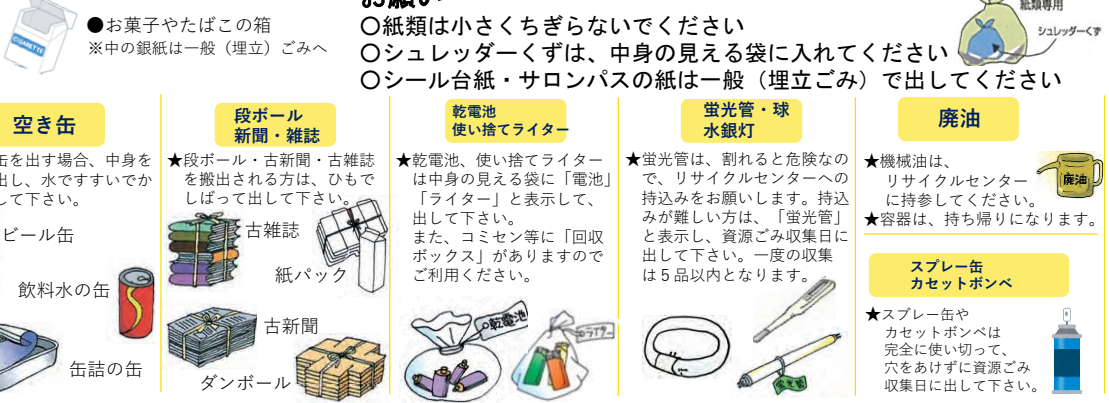 ●お菓子やたばこの箱
※中の銀紙は一般（埋立）ごみへ
CIGARETTE
お願い
○紙類は小さくちぎらないでください
○シュレッダーくずは、中身の見える袋に入れてください
○シール台紙・サロンパスの紙は一般（埋立ごみ）で出してください
紙類専用
シュレッダーくず
空き缶
缶を出す場合、中身を
出し、水ですすいでか
して下さい。
ビール缶
飲料水の缶
缶詰の缶
段ボール
新聞・雑誌
★段ボール・古新聞・古雑誌
を搬出される方は、ひもで
しばって出して下さい。
古雑誌
紙パック
古新聞
ダンボール
乾電池
使い捨てライター
★乾電池、使い捨てライター
は中身の見える袋に「電池」
「ライター」と表示して、
出して下さい。
また、コミセン等に「回収
ボックス」がありますので
ご利用ください。
乾電池
ライター
蛍光管・球
水銀灯
★蛍光管は、割れると危険なの
で、リサイクルセンターへの
持込みをお願いします。持込
みが難しい方は、「蛍光管」
と表示し、資源ごみ収集日に
出して下さい。一度の収集
は５品以内となります。
蛍光管
廃油
★機械油は、
リサイクルセンター
に持参してください。
★容器は、持ち帰りになります。
廃油
スプレー缶
カセットボンベ
★スプレー缶や
カセットボンベは
完全に使い切って、
穴をあけずに資源ごみ
収集日に出して下さい。